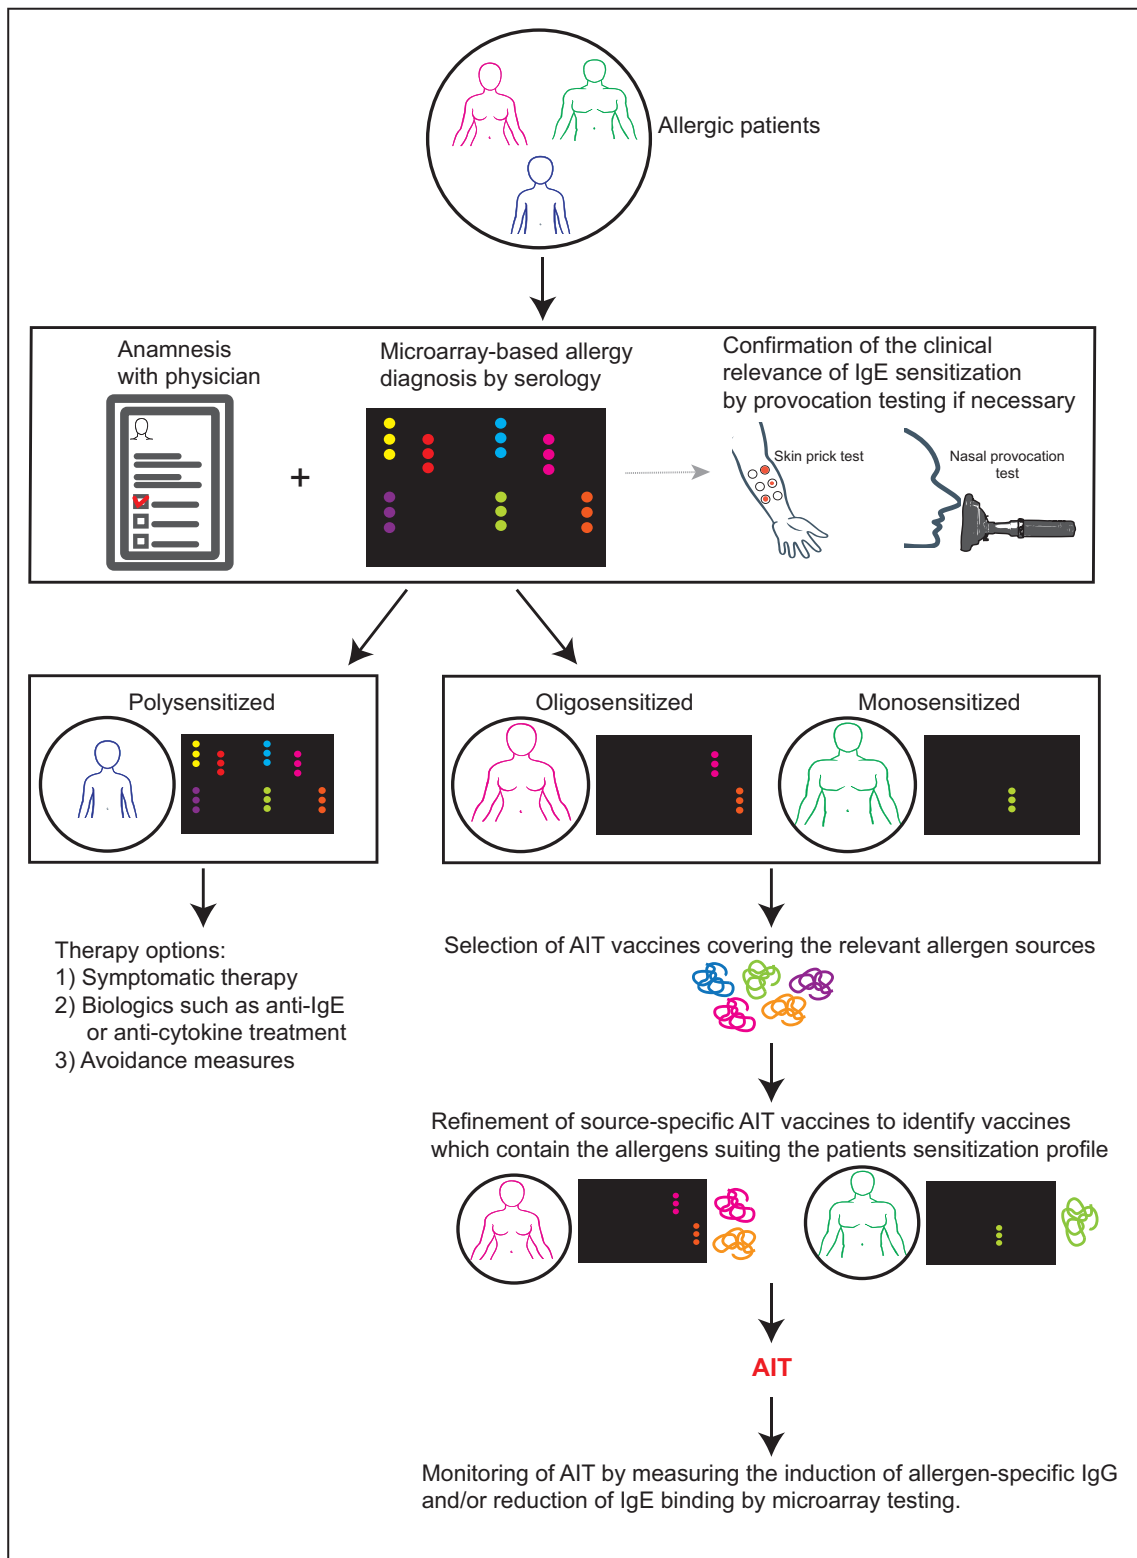 Allergic patients
Anamnesis
with physician
+
Microarray-based allergy
diagnosis by serology
Confirmation of the clinical
relevance of IgE sensitization
by provocation testing if necessary
Skin prick test
Nasal provocation
test
Polysensitized
Oligosensitized
Monosensitized
Therapy options:
1) Symptomatic therapy
2) Biologics such as anti-IgE
or anti-cytokine treatment
3) Avoidance measures
Selection of AIT vaccines covering the relevant allergen sources
Refinement of source-specific AIT vaccines to identify vaccines
which contain the allergens suiting the patients sensitization profile
AIT
Monitoring of AIT by measuring the induction of allergen-specific IgG
and/or reduction of IgE binding by microarray testing.